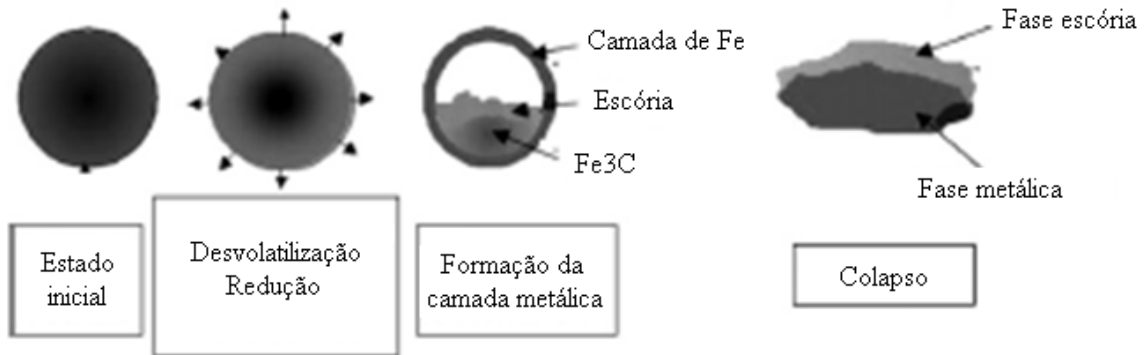 Camada de Fe
Escória
Fe3C
Fase escória
Fase metálica
Estado
inicial
Desvolatilização
Redução
Formação da
camada metálica
Colapso